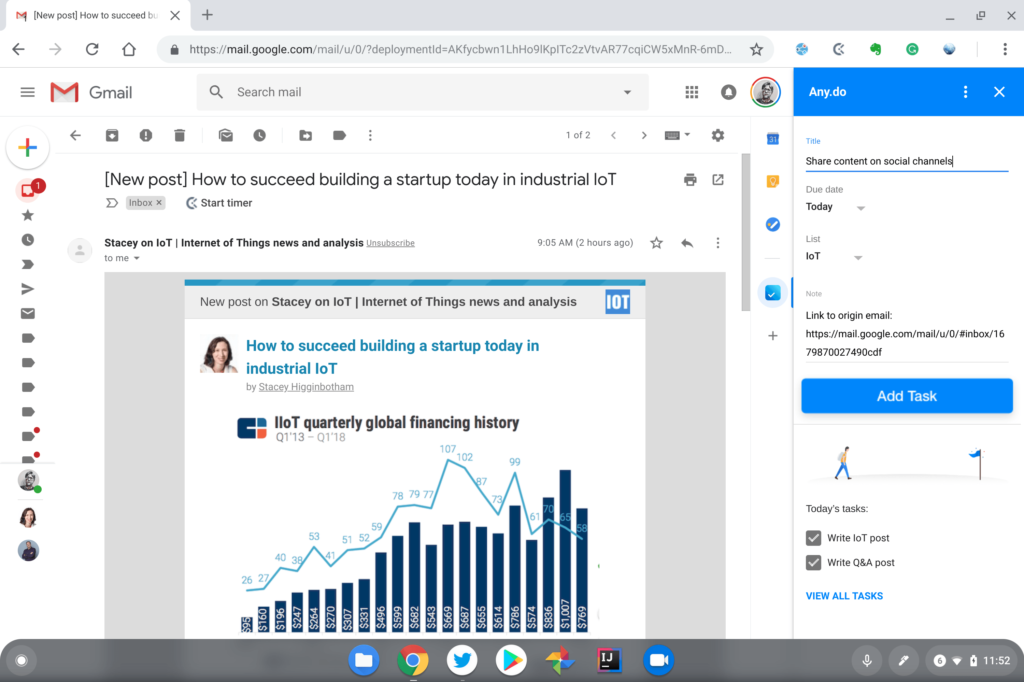 [New post] How to succeed bu
https://mail.google.com/mail/u/0/?deploymentId=AKfycbwn1LhHo9lKpITc2zVtvAR77cqiCW5xMnR-6mD...
Gmail
Search mail
1 of 2
[New post] How to succeed building a startup today in industrial IoT
Inbox ×
Start timer
1
Stacey on IoT | Internet of Things news and analysis Unsubscribe
9:05 AM (2 hours ago)
to me
New post on Stacey on IoT | Internet of Things news and analysis
IOT
How to succeed building a startup today in
industrial IoT
by Stacey Higginbotham
IIoT quarterly global financing history
Q1'13 – Q1'18
26 27 40 38 53 41 51 52 59 78 79 77 107 102 87 73 99 61 70 65 58
$95 $160 $196 $247 $264 $270 $307 $331 $496 $599 $682 $543 $669 $687 $655 $614 $786 $574 $836 $1,007 $769
31
Any.do
Title
Share content on social channels
Due date
Today
List
IoT
Note
Link to origin email:
https://mail.google.com/mail/u/0/#inbox/16
79870027490cdf
Add Task
Today's tasks:
Write IoT post
Write Q&A post
VIEW ALL TASKS
IJ
6
11:52